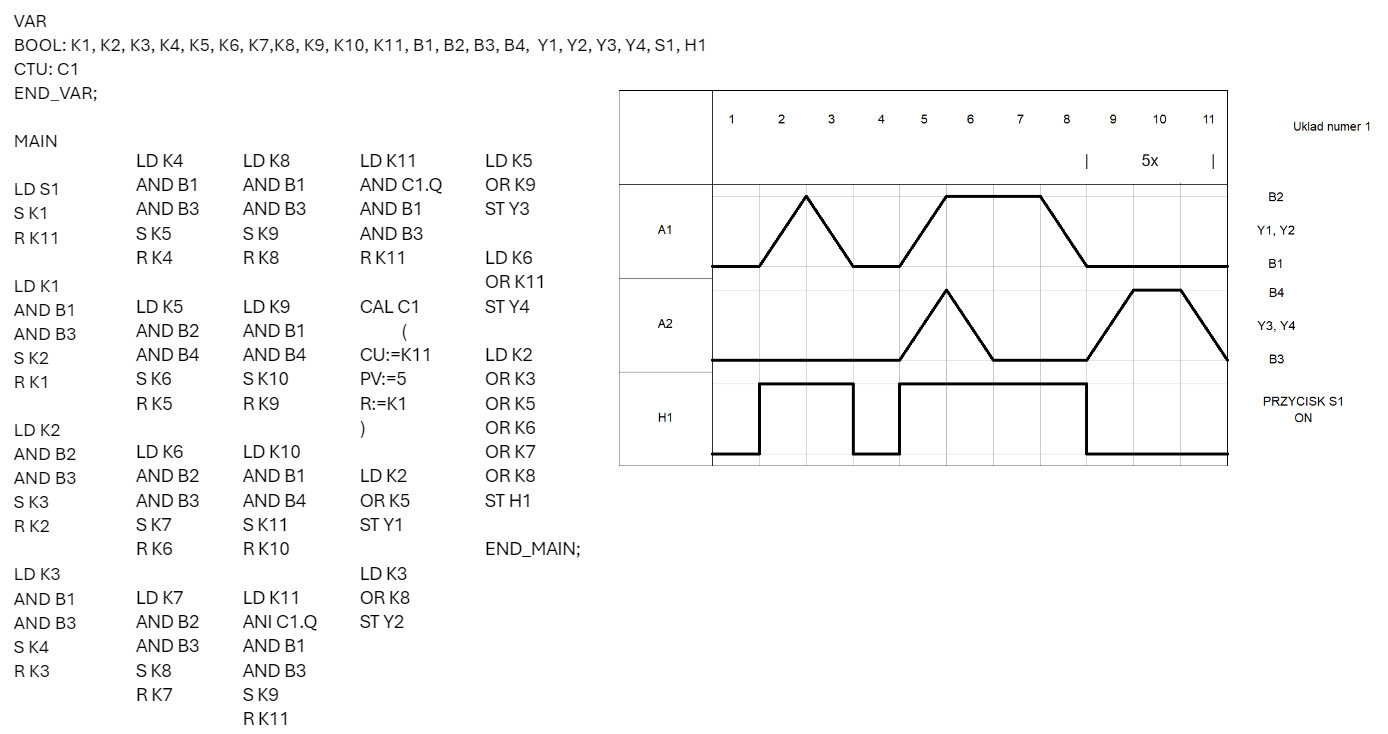 VAR
BOOL: K1, K2, K3, K4, K5, K6, K7,K8, K9, K10, K11, B1, B2, B3, B4, Y1, Y2, Y3, Y4, S1, H1
CTU: C1
END_VAR;
MAIN
LD S1
S K1
R K11
LD K1
AND B1
AND B3
S K2
R K1
LD K2
AND B2
AND B3
S K3
R K2
LD K3
AND B1
AND B3
S K4
R K3
LD K4
AND B1
AND B3
S K5
R K4
LD K5
AND B2
AND B4
S K6
R K5
LD K6
AND B2
AND B3
S K7
R K6
LD K7
AND B2
AND B3
S K8
R K7
LD K8
AND B1
AND B3
S K9
R K8
LD K9
AND B1
AND B4
S K10
R K9
LD K10
AND B1
AND B4
S K11
R K10
LD K11
ANI C1.Q
AND B1
AND B3
S K9
R K11
LD K11
AND C1.Q
AND B1
AND B3
R K11
CAL C1
(
CU:=K11
PV:=5
R:=K1
)
LD K2
OR K5
ST Y1
LD K3
OR K8
ST Y2
LD K5
OR K9
ST Y3
LD K6
OR K11
ST Y4
LD K2
OR K3
OR K5
OR K6
OR K7
OR K8
ST H1
END_MAIN;
1 2 3 4 5 6 7 8 9 10 11
Uklad numer 1
| 5x |
A1
B2
Y1, Y2
B1
A2
B4
Y3, Y4
B3
H1
PRZYCISK S1
ON